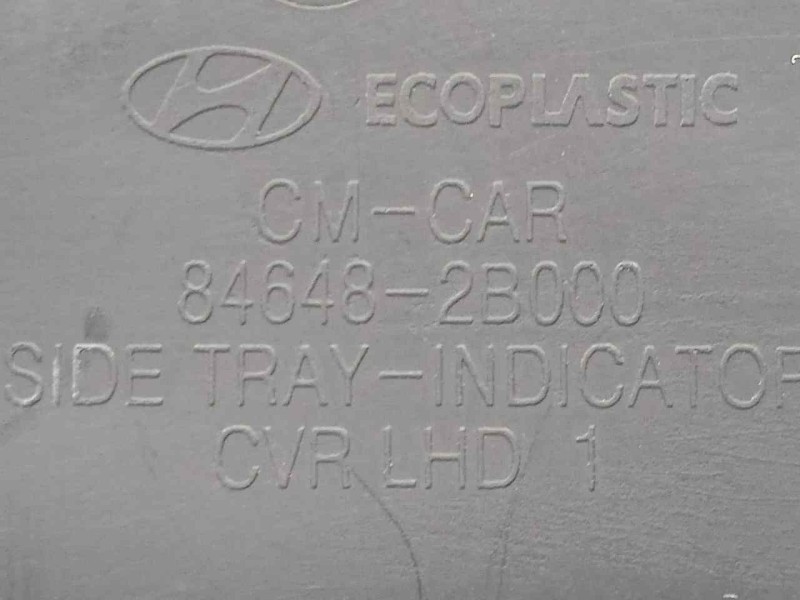 ECOPLASTIC
CM-CAR
84648-2B000
SIDE TRAY-INDICATOR
CVR LHD 1